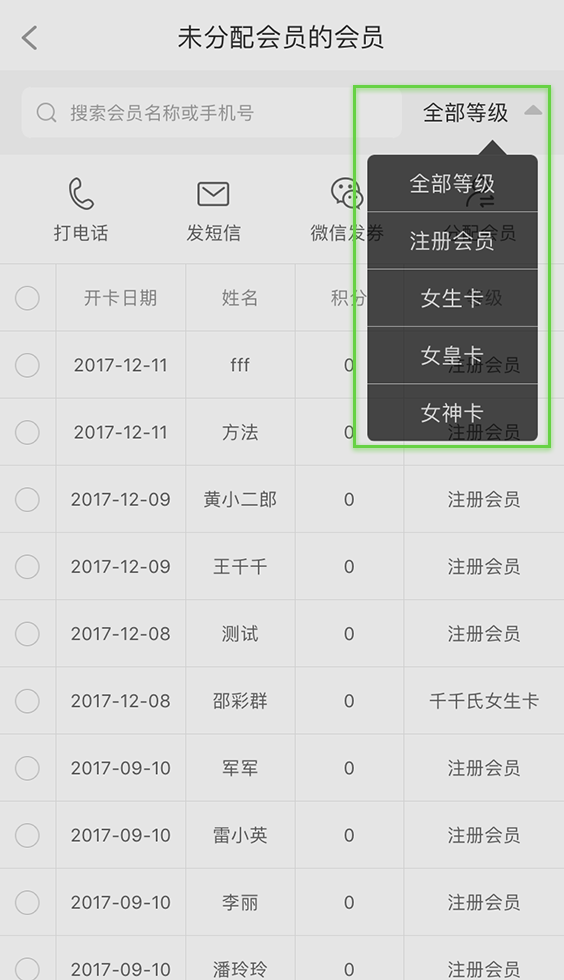 未分配会员的会员
搜索会员名称或手机号 全部等级
全部等级
注册会员
女生卡
女皇卡
女神卡
打电话 发短信 微信发券 分配会员
开卡日期 姓名 积分 等级
2017-12-11 fff 0 注册会员
2017-12-11 方法 0 注册会员
2017-12-09 黄小二郎 0 注册会员
2017-12-09 王千千 0 注册会员
2017-12-08 测试 0 注册会员
2017-12-08 邵彩群 0 千千氏女生卡
2017-09-10 军军 0 注册会员
2017-09-10 雷小英 0 注册会员
2017-09-10 李丽 0 注册会员
2017-09-10 潘玲玲 0 注册会员